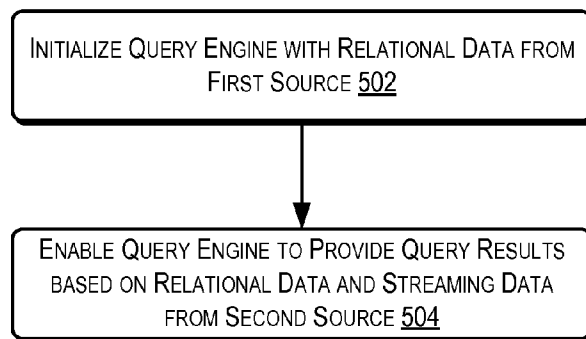 INITIALIZE QUERY ENGINE WITH RELATIONAL DATA FROM
FIRST SOURCE 502
ENABLE QUERY ENGINE TO PROVIDE QUERY RESULTS
BASED ON RELATIONAL DATA AND STREAMING DATA
FROM SECOND SOURCE 504